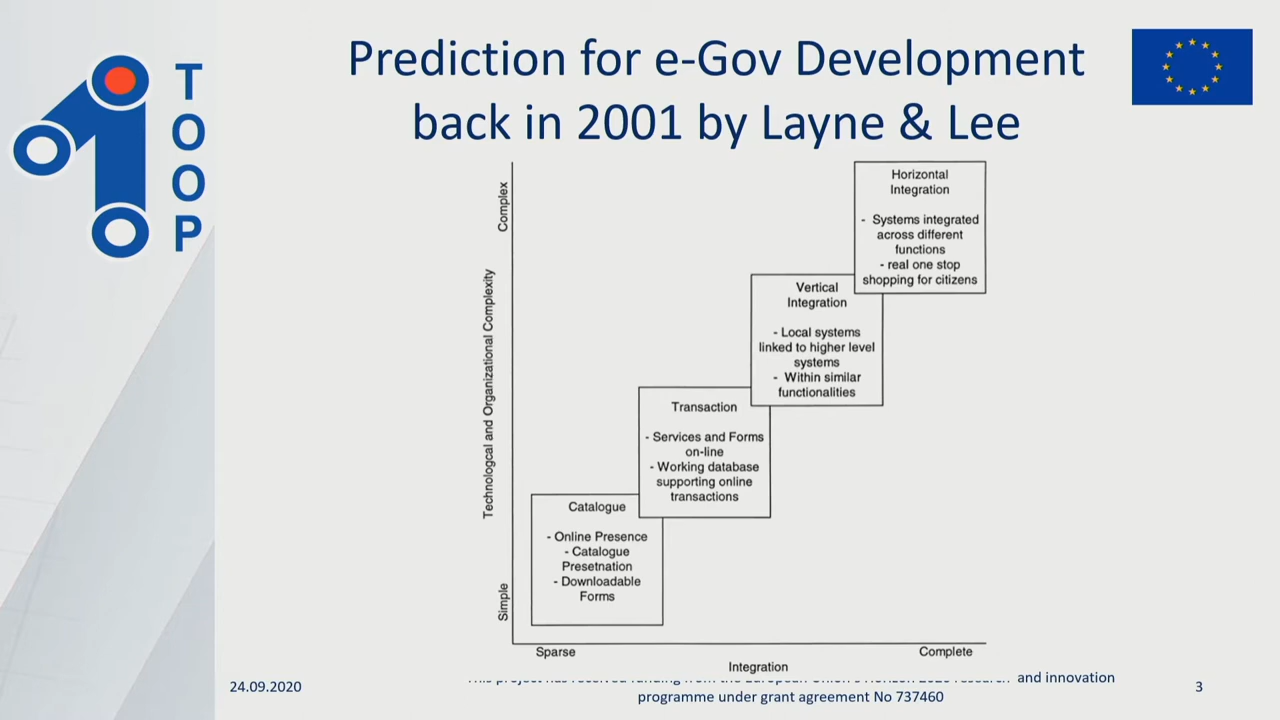 Prediction for e-Gov Development
back in 2001 by Layne & Lee
T
O
O
P
Complex
Technologcal and Organizational Complexity
Simple
Horizontal
Integration
- Systems integrated
across different
functions
- real one stop
shopping for citizens
Vertical
Integration
- Local systems
linked to higher level
systems
- Within similar
functionalities
Transaction
- Services and Forms
on-line
- Working database
supporting online
transactions
Catalogue
- Online Presence
- Catalogue
Presetnation
- Downloadable
Forms
Sparse
Complete
Integration
24.09.2020
This project has received funding from the European Union's Horizon 2020 research and innovation
programme under grant agreement No 737460
3